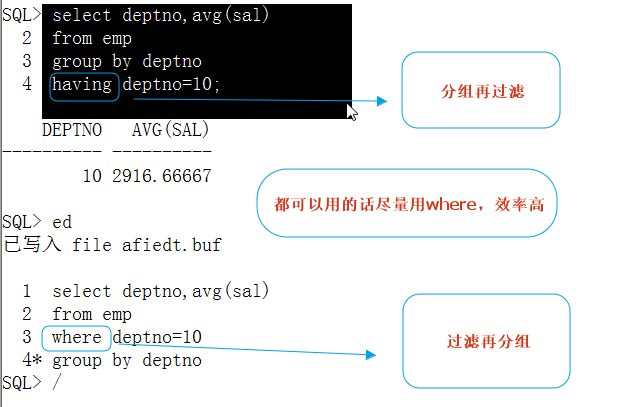 SQL> select deptno,avg(sal)
2 from emp
3 group by deptno
4 having deptno=10;
分组再过滤
DEPTNO AVG(SAL)
---------- ----------
10 2916.66667
都可以用的话尽量用where，效率高
SQL> ed
已写入 file afiedt.buf
1 select deptno,avg(sal)
2 from emp
3 where deptno=10
过滤再分组
4* group by deptno
SQL> /